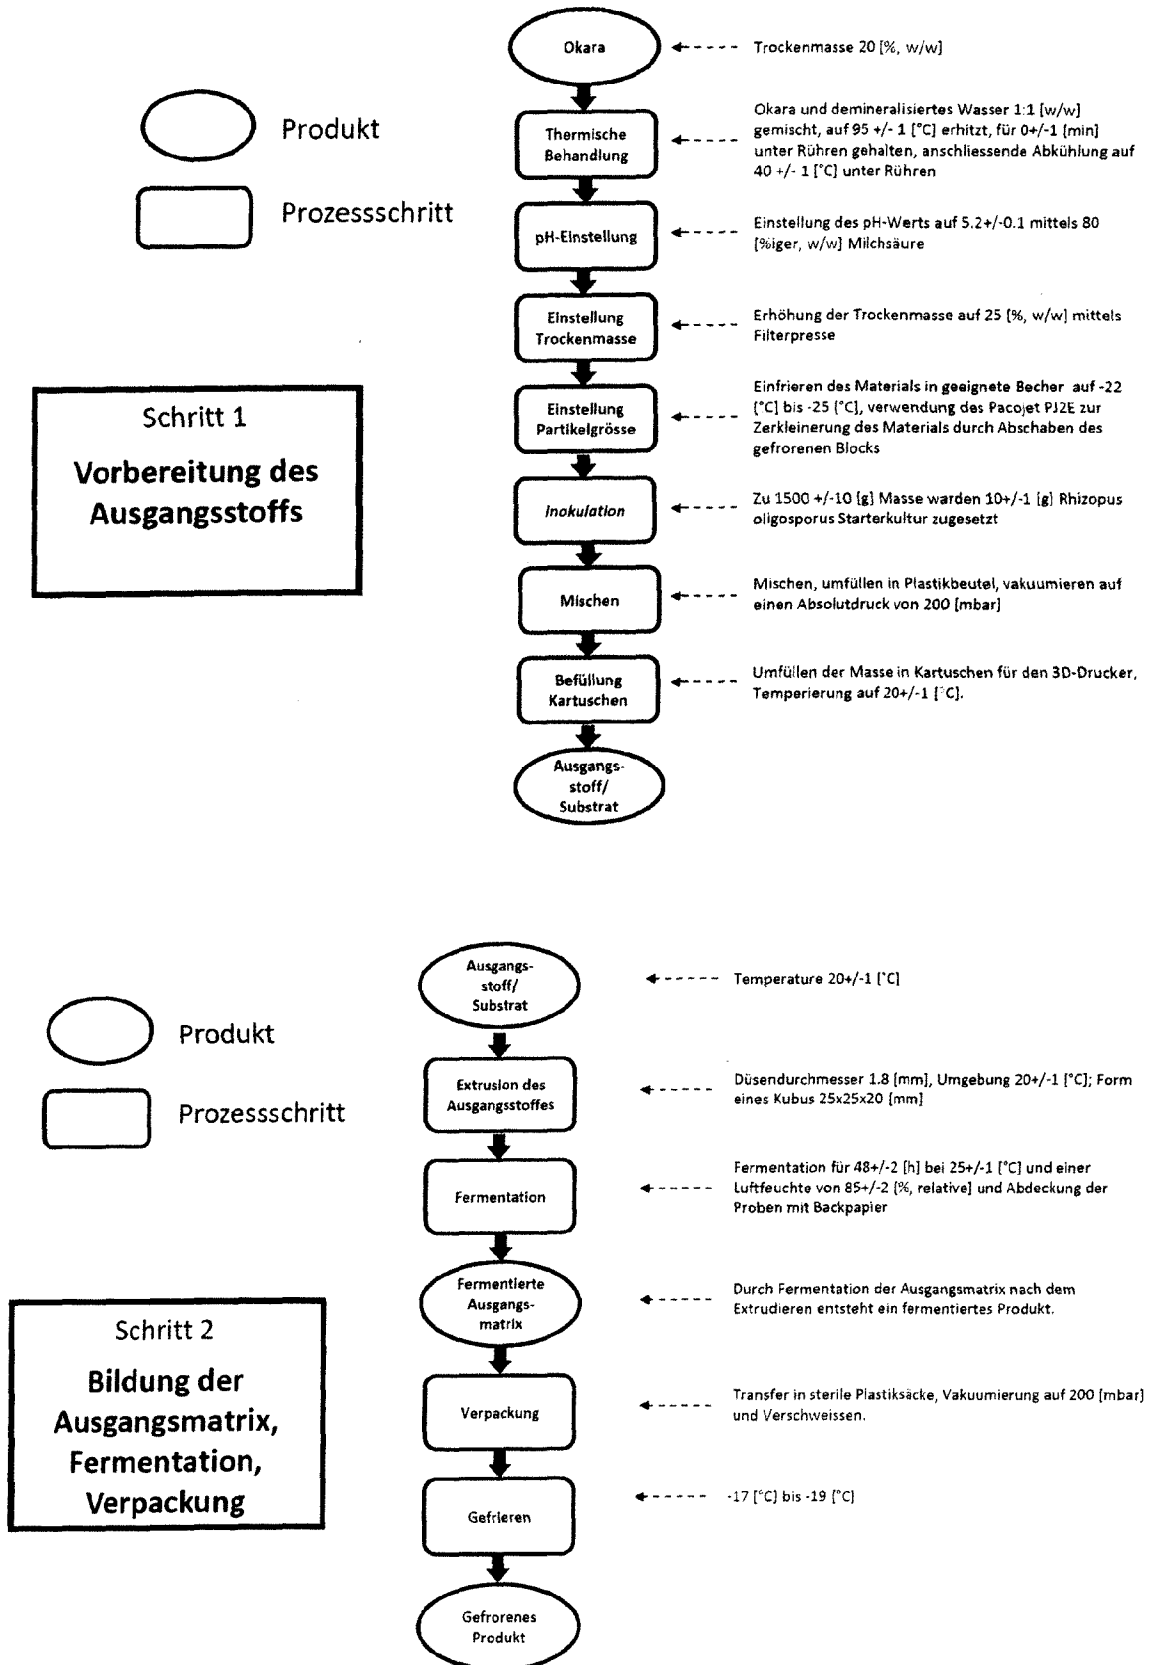 Okara
Trockenmasse 20 [%, w/w]
Produkt
Prozessschritt
Thermische
Behandlung
Okara und demineralisiertes Wasser 1:1 [w/w]
gemischt, auf 95 +/- 1 [°C] erhitzt, für 0+/-1 [min]
unter Rühren gehalten, anschliessende Abkühlung auf
40 +/- 1 [°C] unter Rühren
pH-Einstellung
Einstellung des pH-Werts auf 5.2+/-0.1 mittels 80
[%iger, w/w] Milchsäure
Einstellung
Trockenmasse
Erhöhung der Trockenmasse auf 25 [%, w/w] mittels
Filterpresse
Schritt 1
Vorbereitung des
Ausgangsstoffs
Einstellung
Partikelgrösse
Einfrieren des Materials in geeignete Becher auf -22
[°C] bis -25 [°C], verwendung des Pacojet PJ2E zur
Zerkleinerung des Materials durch Abschaben des
gefrorenen Blocks
Inokulation
Zu 1500 +/-10 [g] Masse warden 10+/-1 [g] Rhizopus
oligosporus Starterkultur zugesetzt
Mischen
Mischen, umfüllen in Plastikbeutel, vakuumieren auf
einen Absolutdruck von 200 [mbar]
Befüllung
Kartuschen
Umfüllen der Masse in Kartuschen für den 3D-Drucker,
Temperierung auf 20+/-1 [°C].
Ausgangs-
stoff/
Substrat
Ausgangs-
stoff/
Substrat
Temperature 20+/-1 [°C]
Produkt
Prozessschritt
Extrusion des
Ausgangsstoffes
Düsendurchmesser 1.8 [mm], Umgebung 20+/-1 [°C]; Form
eines Kubus 25x25x20 [mm]
Fermentation
Fermentation für 48+/-2 [h] bei 25+/-1 [°C] und einer
Luftfeuchte von 85+/-2 [%, relative] und Abdeckung der
Proben mit Backpapier
Fermentierte
Ausgangs-
matrix
Durch Fermentation der Ausgangsmatrix nach dem
Extrudieren entsteht ein fermentiertes Produkt.
Schritt 2
Bildung der
Ausgangsmatrix,
Fermentation,
Verpackung
Verpackung
Transfer in sterile Plastiksäcke, Vakuumierung auf 200 [mbar]
und Verschweissen.
Gefrieren
-17 [°C] bis -19 [°C]
Gefrorenes
Produkt